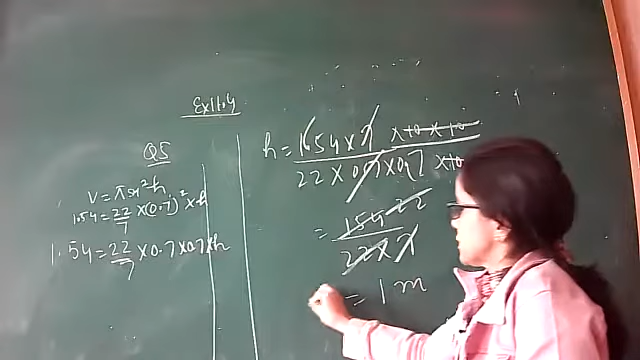 Ex11.4
Q5
V = πr²h
1.54 = 22/7 × (0.7)² × h
1.54 = 22/7 × 0.7 × 0.7 × h
h = 1.54 × 7 × 10 × 10 / 22 × 0.7 × 0.7 × 10
= 154 22 / 22 × 7
= 1 m